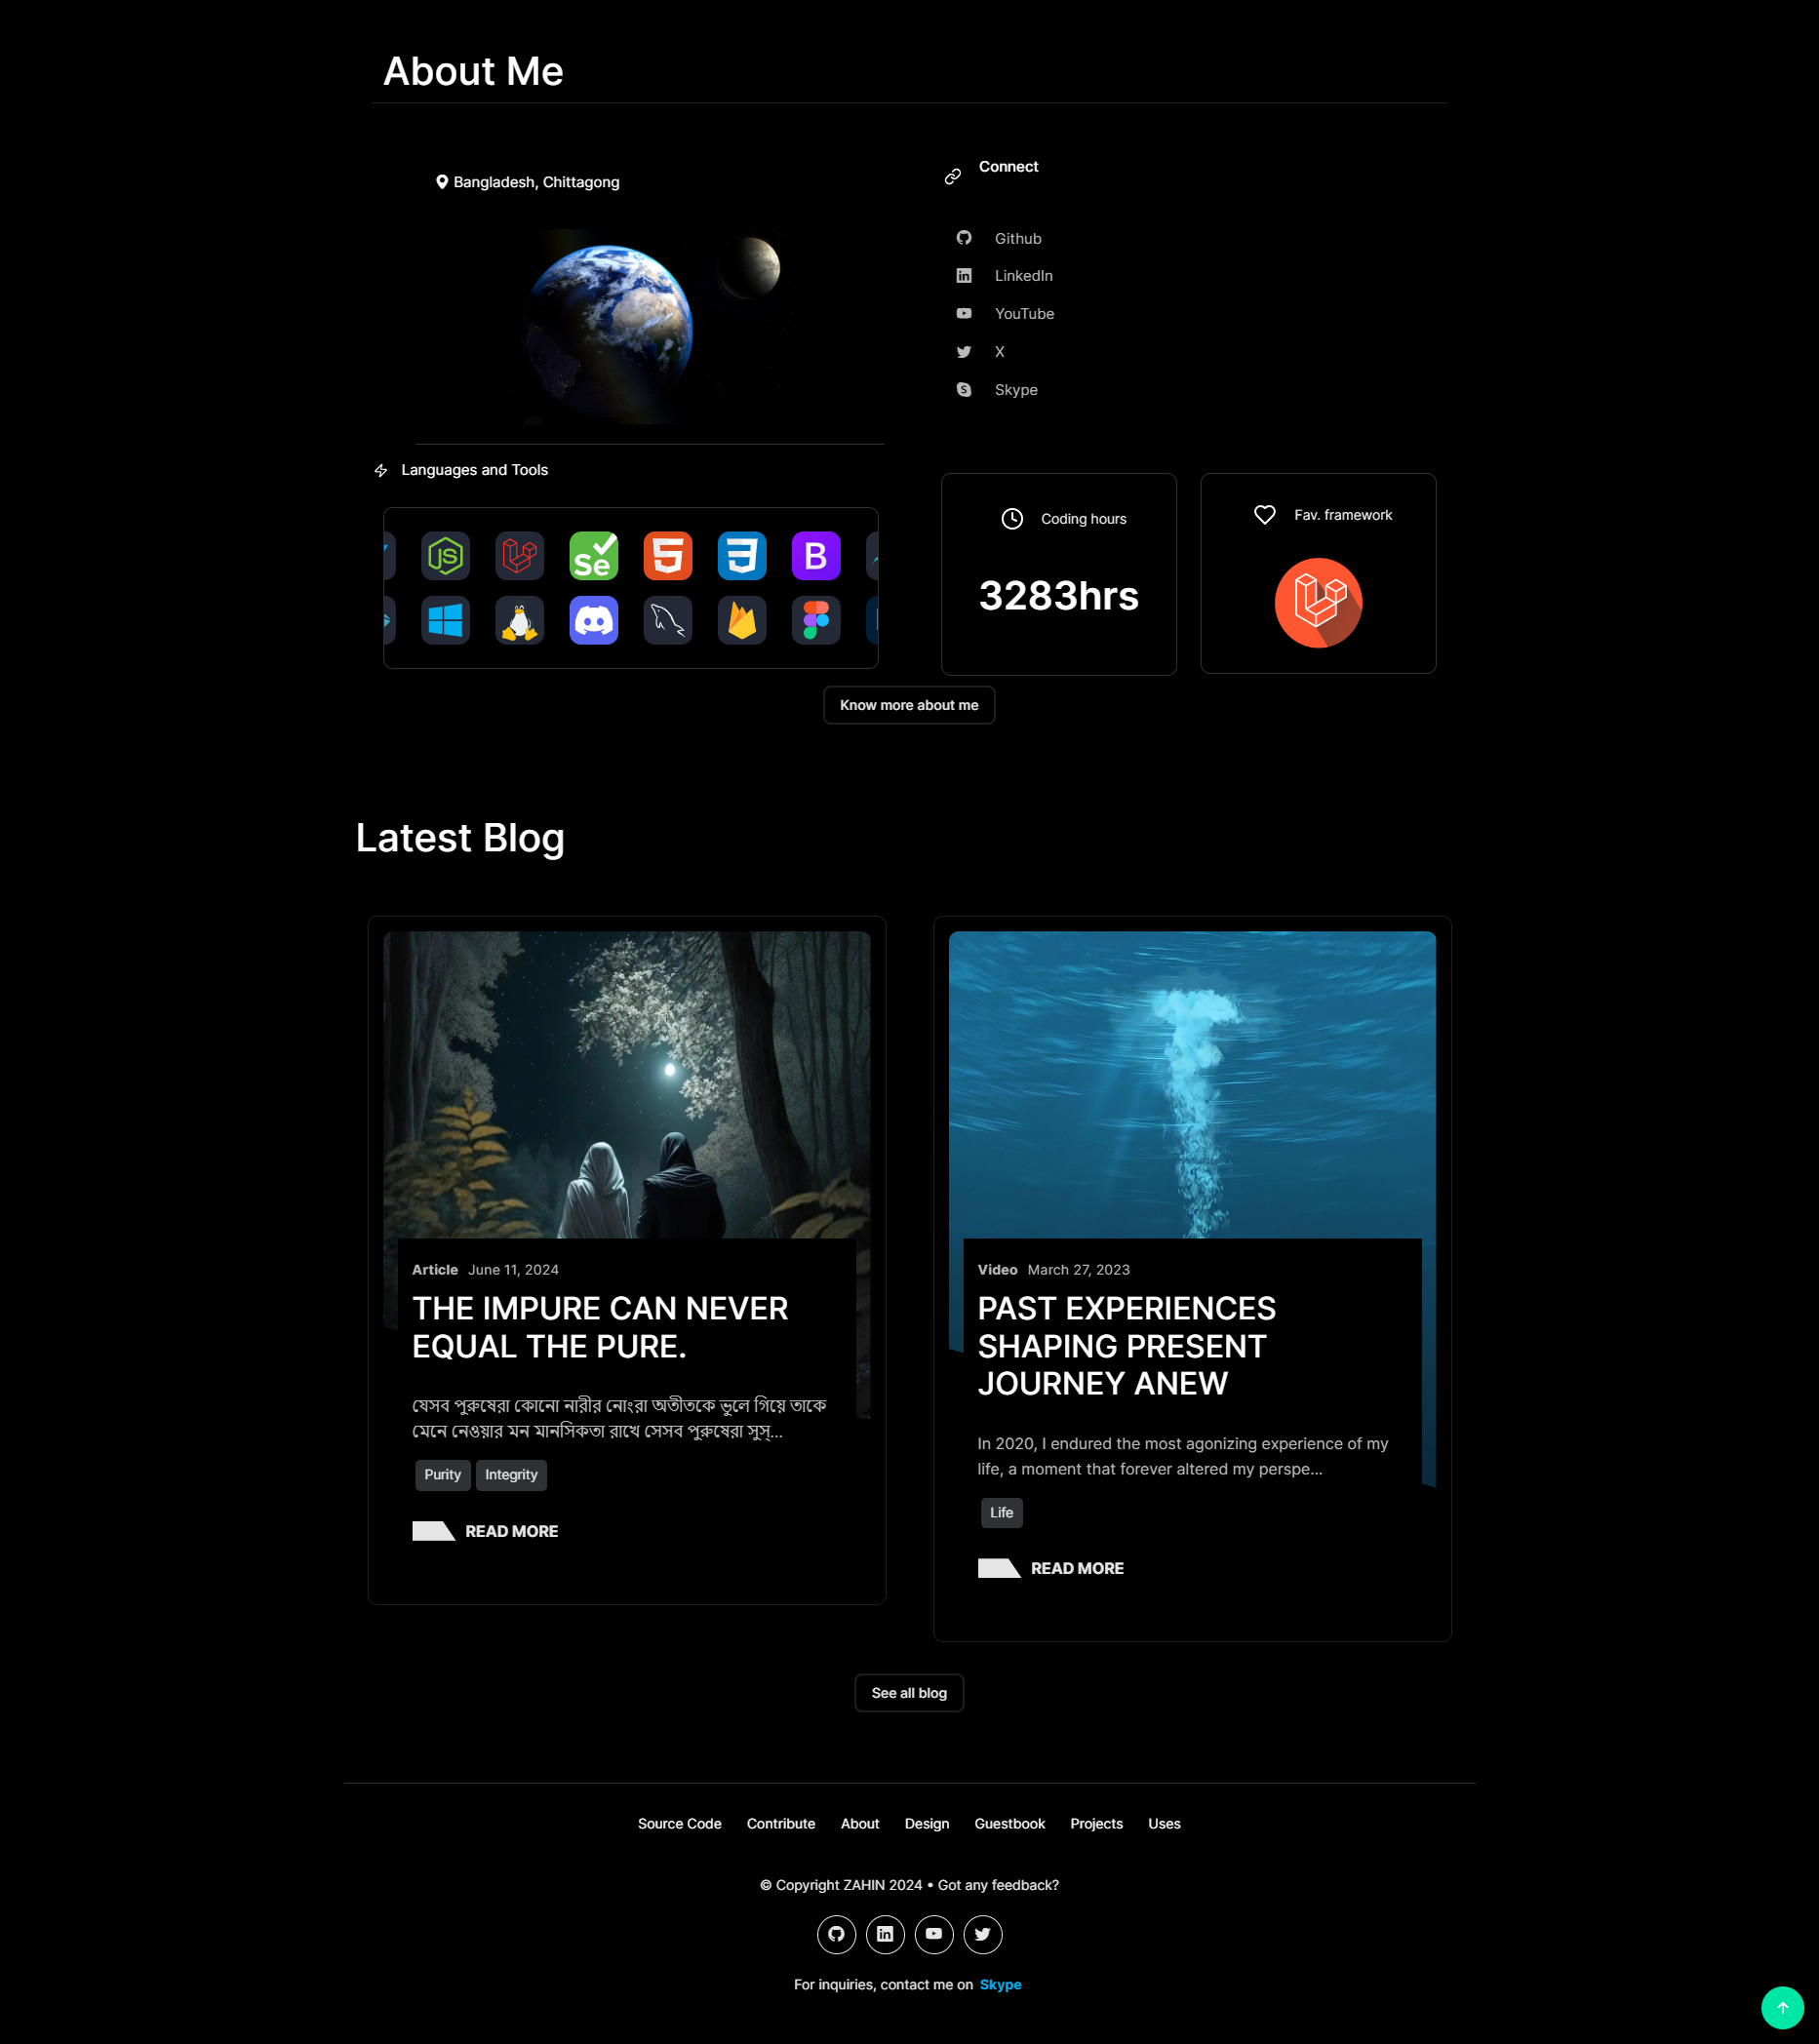 About Me
Bangladesh, Chittagong
Connect
Github
LinkedIn
YouTube
X
Skype
Languages and Tools
JS
Se
5
3
B
Coding hours
3283hrs
Fav. framework
Know more about me
Latest Blog
Article June 11, 2024
THE IMPURE CAN NEVER
EQUAL THE PURE.
যেসব পুরুষেরা কোনো নারীর নোংরা অতীতকে ভুলে গিয়ে তাকে
মেনে নেওয়ার মন মানসিকতা রাখে সেসব পুরুষেরা সুস্...
Purity Integrity
READ MORE
Video March 27, 2023
PAST EXPERIENCES
SHAPING PRESENT
JOURNEY ANEW
In 2020, I endured the most agonizing experience of my
life, a moment that forever altered my perspe...
Life
READ MORE
See all blog
Source Code Contribute About Design Guestbook Projects Uses
© Copyright ZAHIN 2024 • Got any feedback?
For inquiries, contact me on Skype